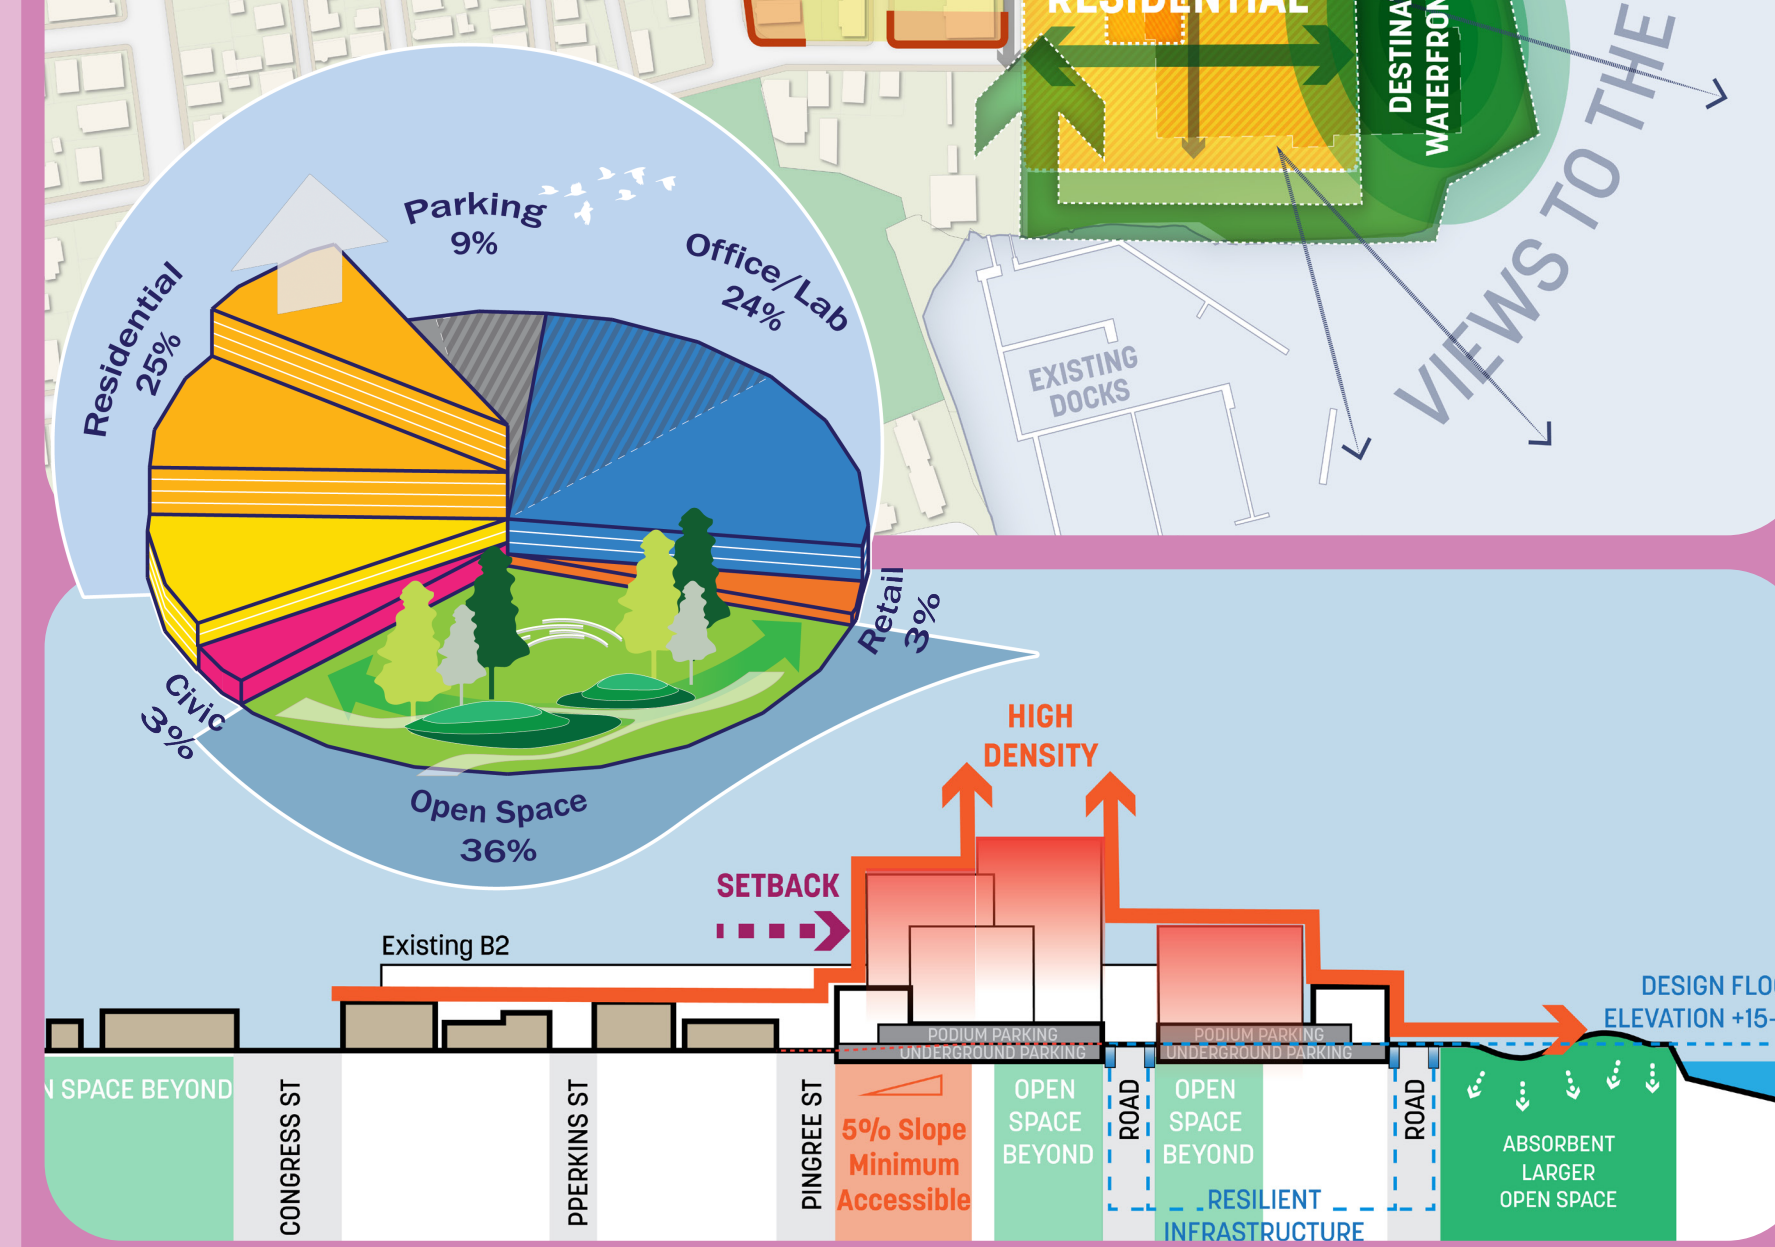 RESIDENTIAL
WATERFRON
VIEWS TO THE
Parking
9%
Office/Lab
24%
Residential
25%
EXISTING
DOCKS
Retail
3%
Civic
3%
Open Space
36%
HIGH
DENSITY
SETBACK
Existing B2
DESIGN FLO
ELEVATION +15-
PODIUM PARKING
UNDERGROUND PARKING
PODIUM PARKING
UNDERGROUND PARKING
N SPACE BEYOND
CONGRESS ST
PPERKINS ST
PINGREE ST
5% Slope
Minimum
Accessible
OPEN
SPACE
BEYOND
ROAD
OPEN
SPACE
BEYOND
ROAD
RESILIENT
INFRASTRUCTURE
ABSORBENT
LARGER
OPEN SPACE